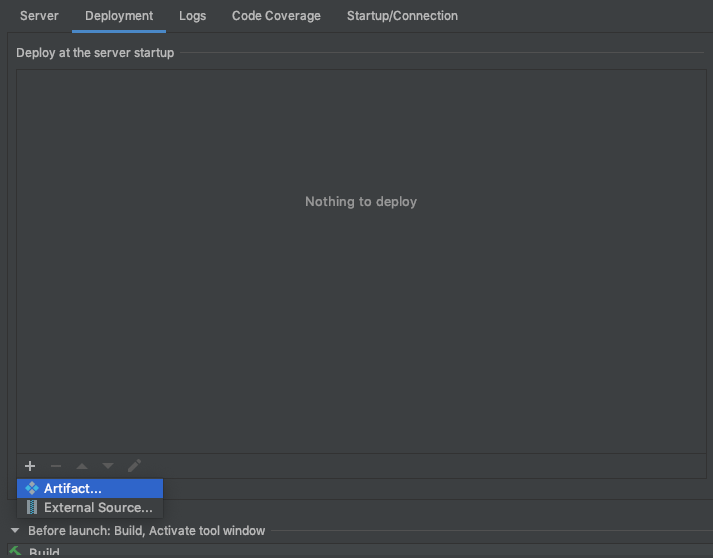 Server Deployment Logs Code Coverage Startup/Connection
Deploy at the server startup
Nothing to deploy
Artifact...
External Source...
Before launch: Build, Activate tool window
Build